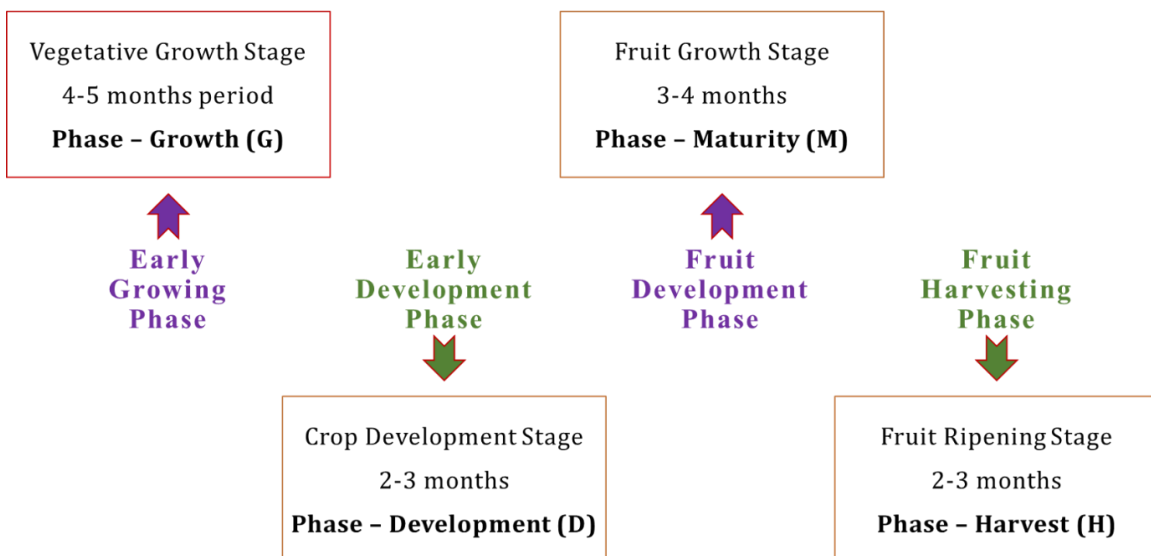 Vegetative Growth Stage
4-5 months period
Phase – Growth (G)
Fruit Growth Stage
3-4 months
Phase – Maturity (M)
Early
Growing
Phase
Early
Development
Phase
Fruit
Development
Phase
Fruit
Harvesting
Phase
Crop Development Stage
2-3 months
Phase – Development (D)
Fruit Ripening Stage
2-3 months
Phase – Harvest (H)